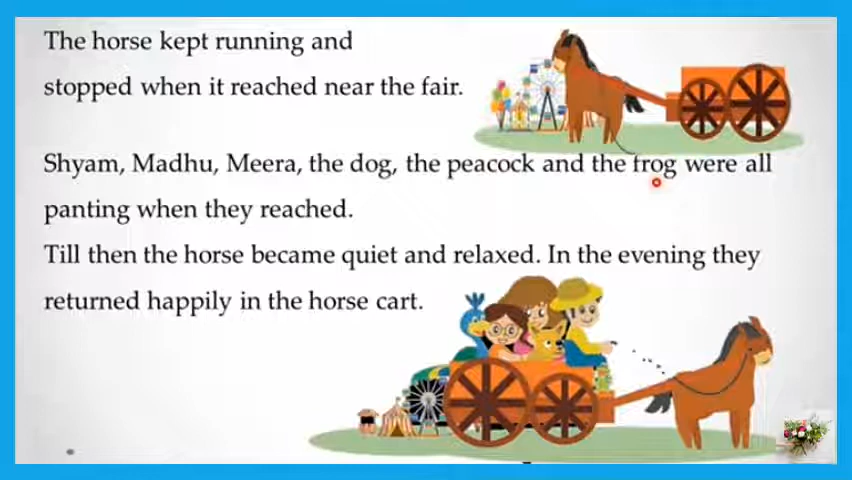 The horse kept running and
stopped when it reached near the fair.
Shyam, Madhu, Meera, the dog, the peacock and the frog were all
panting when they reached.
Till then the horse became quiet and relaxed. In the evening they
returned happily in the horse cart.